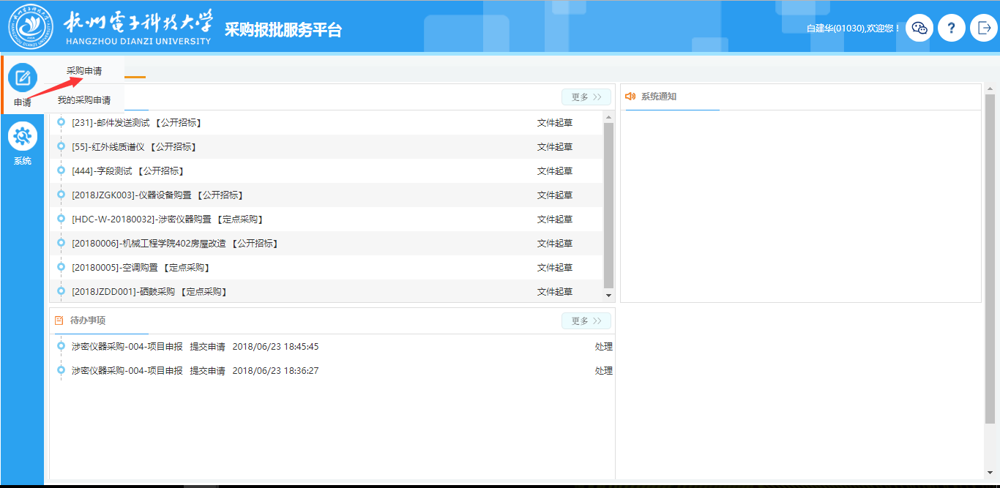 杭州电子科技大学
HANGZHOU DIANZI UNIVERSITY
采购报批服务平台
白建华(01030),欢迎您！
?
申请
采购申请
我的采购申请
系统
更多 >>
[231]-邮件发送测试 【公开招标】 文件起草
[55]-红外线质谱仪 【公开招标】 文件起草
[444]-字段测试 【公开招标】 文件起草
[2018JZGK003]-仪器设备购置 【公开招标】 文件起草
[HDC-W-20180032]-涉密仪器购置 【定点采购】 文件起草
[20180006]-机械工程学院402房屋改造 【公开招标】 文件起草
[20180005]-空调购置 【定点采购】 文件起草
[2018JZDD001]-硒鼓采购 【定点采购】 文件起草
系统通知
待办事项
更多 >>
涉密仪器采购-004-项目申报 提交申请 2018/06/23 18:45:45 处理
涉密仪器采购-004-项目申报 提交申请 2018/06/23 18:36:27 处理